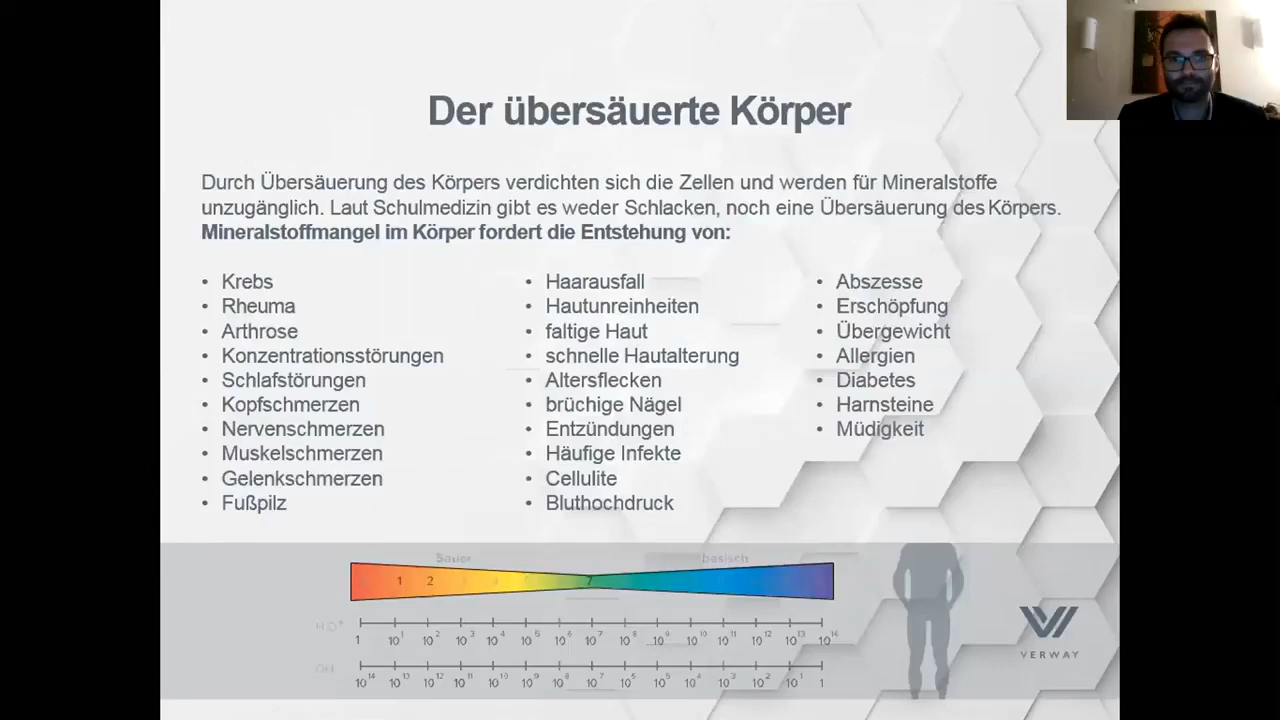 Der übersäuerte Körper
Durch Übersäuerung des Körpers verdichten sich die Zellen und werden für Mineralstoffe
unzugänglich. Laut Schulmedizin gibt es weder Schlacken, noch eine Übersäuerung des Körpers.
Mineralstoffmangel im Körper fordert die Entstehung von:
• Krebs
• Rheuma
• Arthrose
• Konzentrationsstörungen
• Schlafstörungen
• Kopfschmerzen
• Nervenschmerzen
• Muskelschmerzen
• Gelenkschmerzen
• Fußpilz
• Haarausfall
• Hautunreinheiten
• faltige Haut
• schnelle Hautalterung
• Altersflecken
• brüchige Nägel
• Entzündungen
• Häufige Infekte
• Cellulite
• Bluthochdruck
• Abszesse
• Erschöpfung
• Übergewicht
• Allergien
• Diabetes
• Harnsteine
• Müdigkeit
Sauer basisch
1 2 7
1 10¹ 10² 10³ 10⁴ 10⁵ 10⁶ 10⁷ 10⁸ 10⁹ 10¹⁰ 10¹¹ 10¹² 10¹³ 10¹⁴
OH 10¹⁴ 10¹³ 10¹² 10¹¹ 10¹⁰ 10⁹ 10⁸ 10⁷ 10⁵ 10⁵ 10⁴ 10³ 10² 10¹ 1
VERWAY